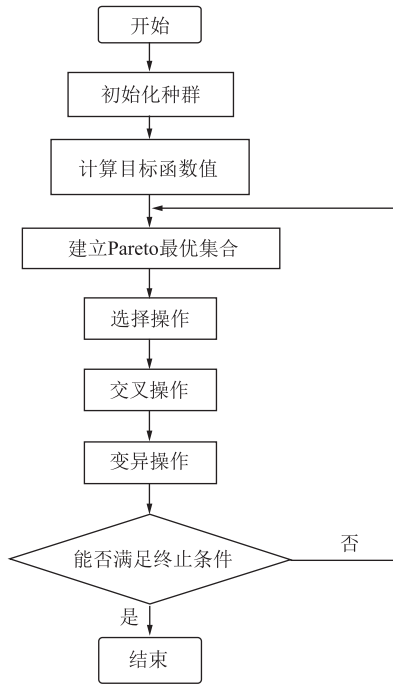 开始
初始化种群
计算目标函数值
建立Pareto最优集合
选择操作
交叉操作
变异操作
能否满足终止条件
否
是
结束